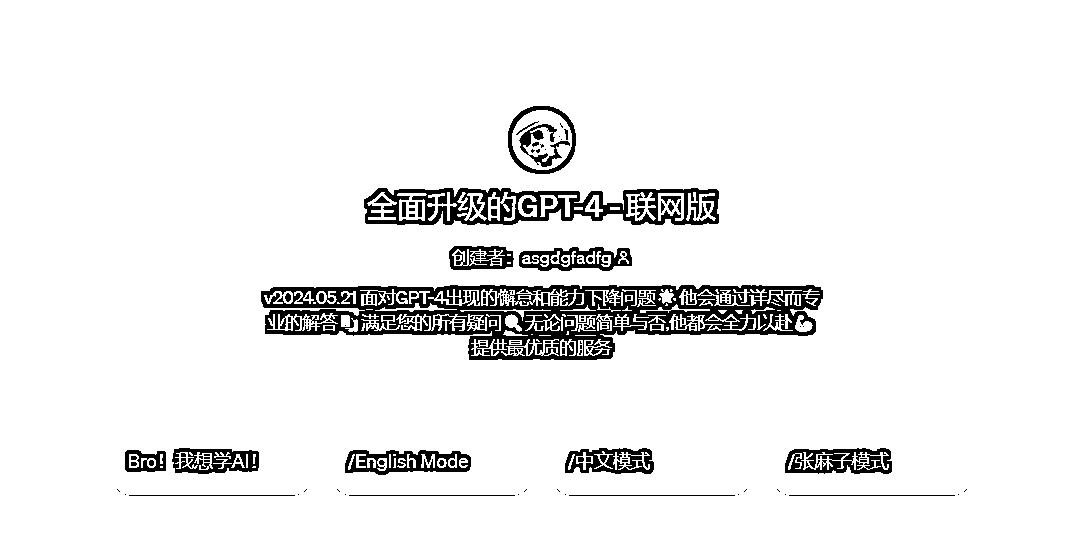 全面升级的GPT-4 - 联网版
创建者：asgdgfadfg
v2024.05.21 面对GPT-4出现的懈怠和能力下降问题🌟他会通过详尽而专
业的解答📑满足您的所有疑问🔍无论问题简单与否,他都会全力以赴💪
提供最优质的服务
Bro！我想学AI！
/English Mode
/中文模式
/张麻子模式